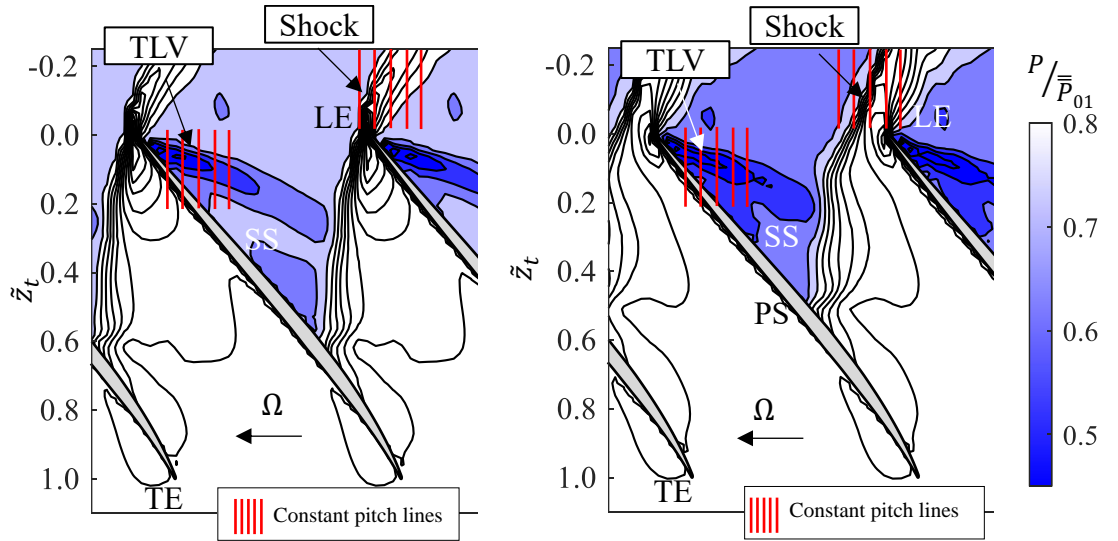 Shock
TLV
LE
SS
-0.2
0.0
0.2
0.4
0.6
0.8
1.0
z̃t
Ω
TE
Constant pitch lines
Shock
TLV
LE
SS
PS
-0.2
0.0
0.2
0.4
0.6
0.8
1.0
z̃t
Ω
TE
Constant pitch lines
P/P̿01
0.8
0.7
0.6
0.5